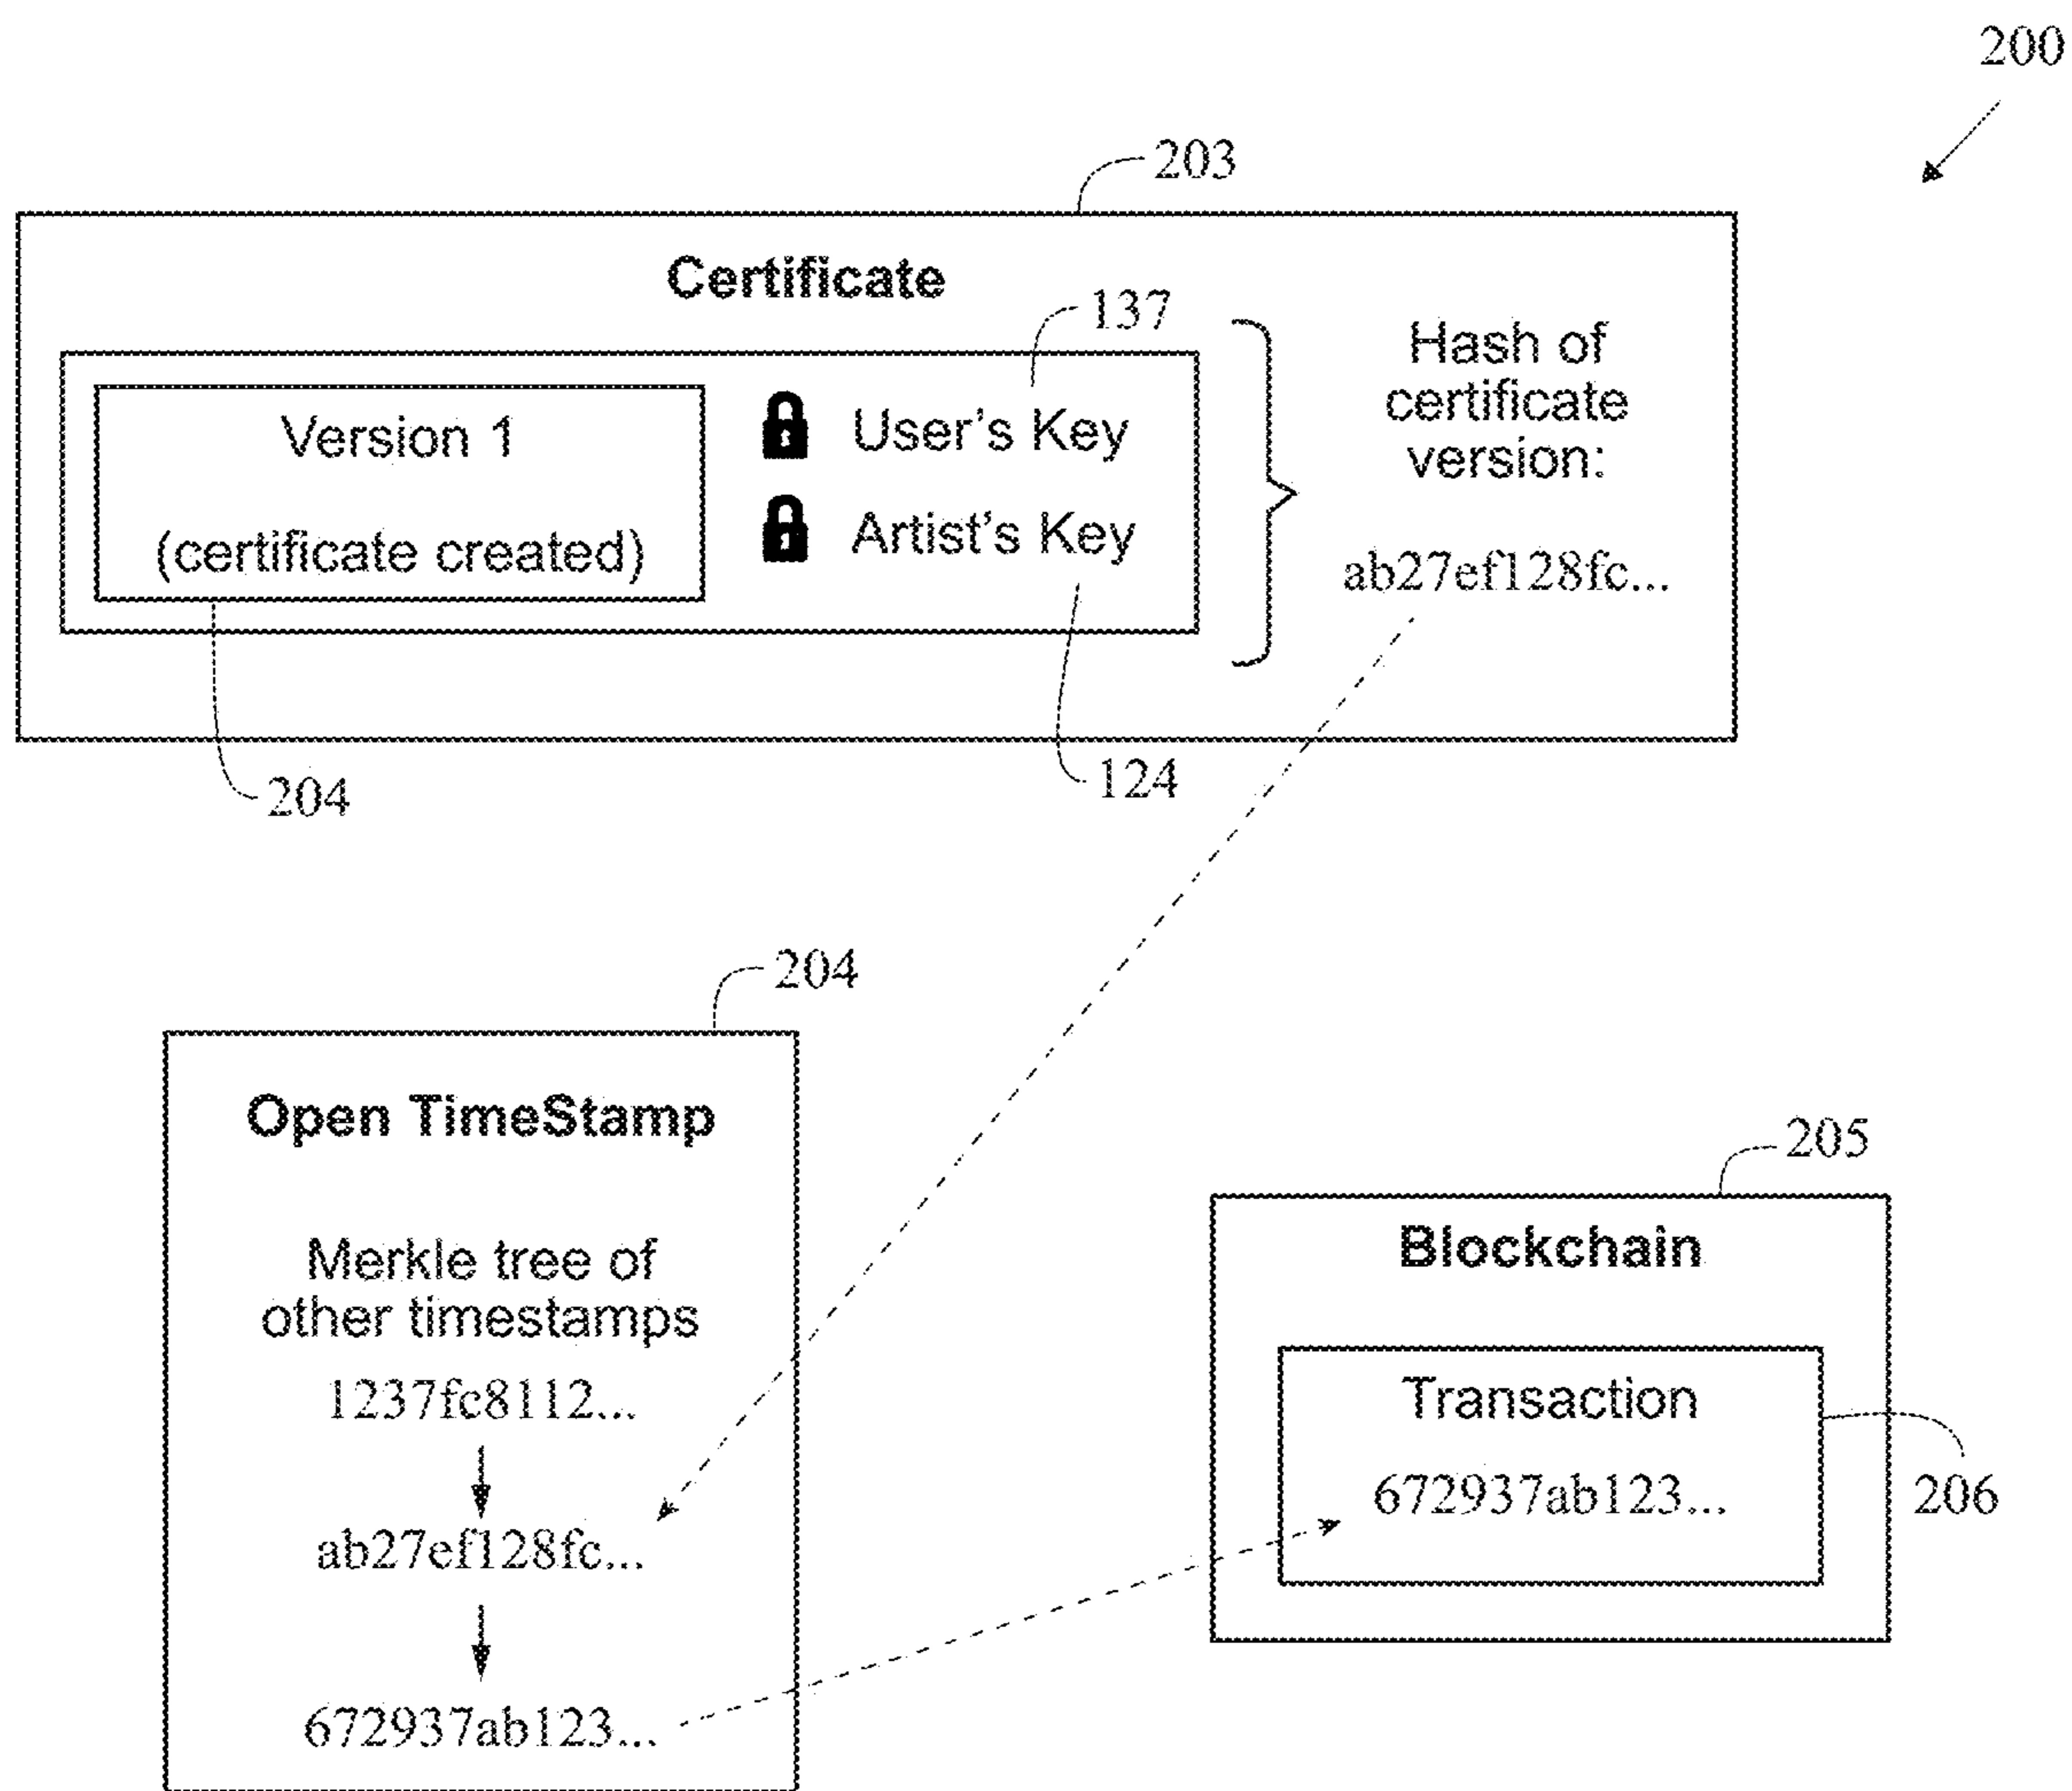 200
203
Certificate
137
Version 1
(certificate created)
User's Key
Artist's Key
Hash of
certificate
version:
ab27ef128fc...
204
124
204
Open TimeStamp
Merkle tree of
other timestamps
1237fc8112...
ab27ef128fc...
672937ab123...
205
Blockchain
Transaction
672937ab123...
206